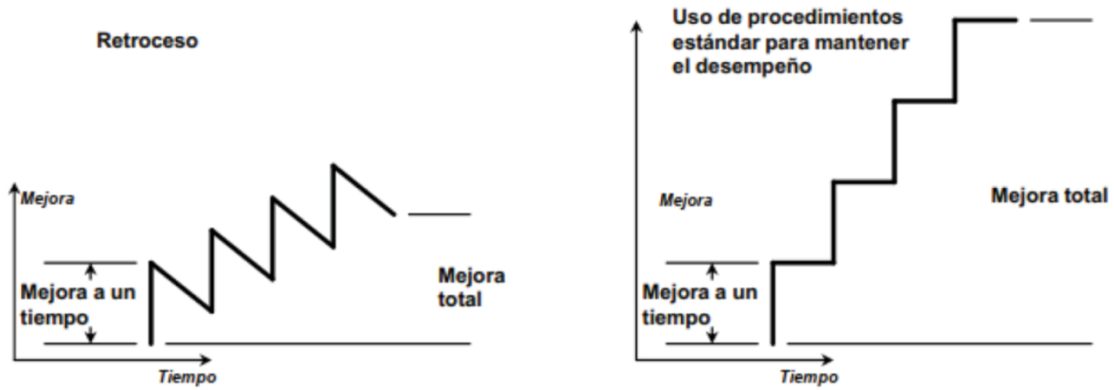 Retroceso
Mejora
Mejora a un
tiempo
Mejora
total
Tiempo
Uso de procedimientos
estándar para mantener
el desempeño
Mejora
Mejora total
Mejora a un
tiempo
Tiempo